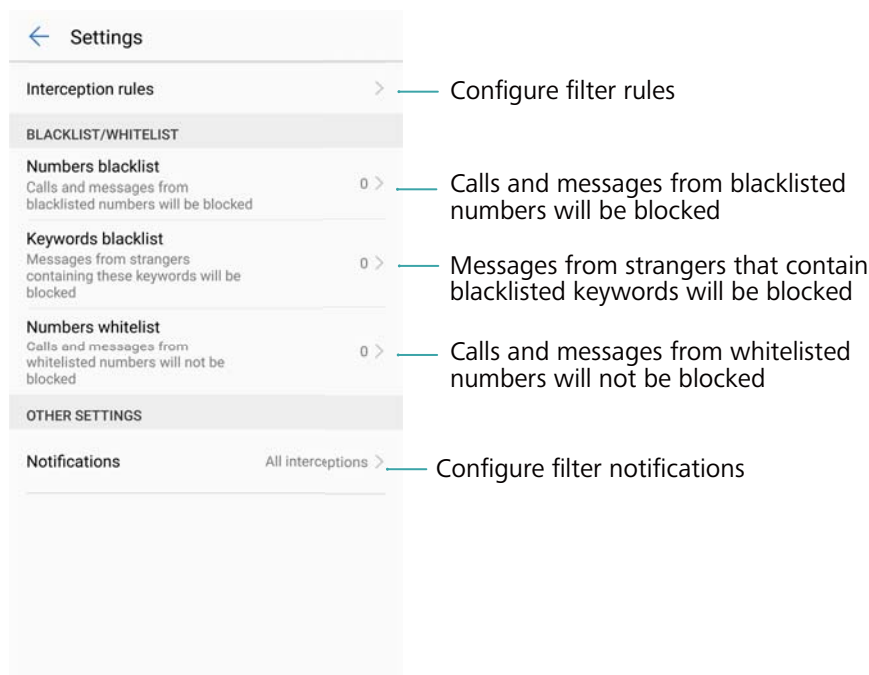 Settings
Interception rules
Configure filter rules
BLACKLIST/WHITELIST
Numbers blacklist
Calls and messages from
blacklisted numbers will be blocked
0
Calls and messages from blacklisted
numbers will be blocked
Keywords blacklist
Messages from strangers
containing these keywords will be
blocked
0
Messages from strangers that contain
blacklisted keywords will be blocked
Numbers whitelist
Calls and messages from
whitelisted numbers will not be
blocked
0
Calls and messages from whitelisted
numbers will not be blocked
OTHER SETTINGS
Notifications
All interceptions
Configure filter notifications